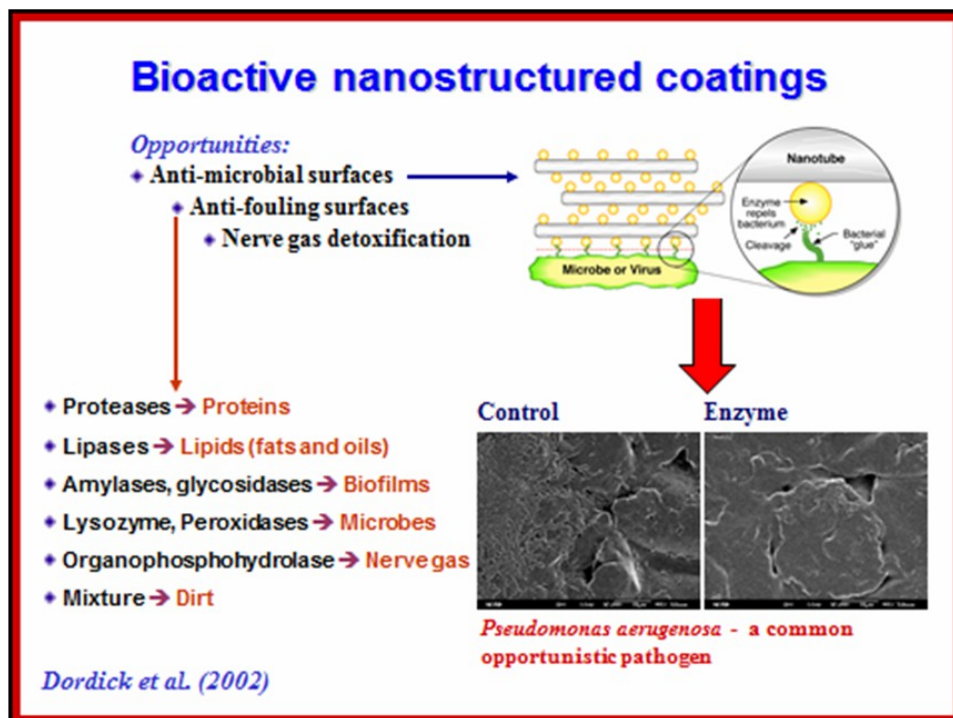 Bioactive nanostructured coatings
Opportunities:
Anti-microbial surfaces
Anti-fouling surfaces
Nerve gas detoxification
Microbe or Virus
Nanotube
Enzyme
repels
bacterium
Cleavage
Bacterial
"glue"
Proteases ➔ Proteins
Lipases ➔ Lipids (fats and oils)
Amylases, glycosidases ➔ Biofilms
Lysozyme, Peroxidases ➔ Microbes
Organophosphohydrolase ➔ Nerve gas
Mixture ➔ Dirt
Control
Enzyme
Pseudomonas aerugenosa - a common
opportunistic pathogen
Dordick et al. (2002)